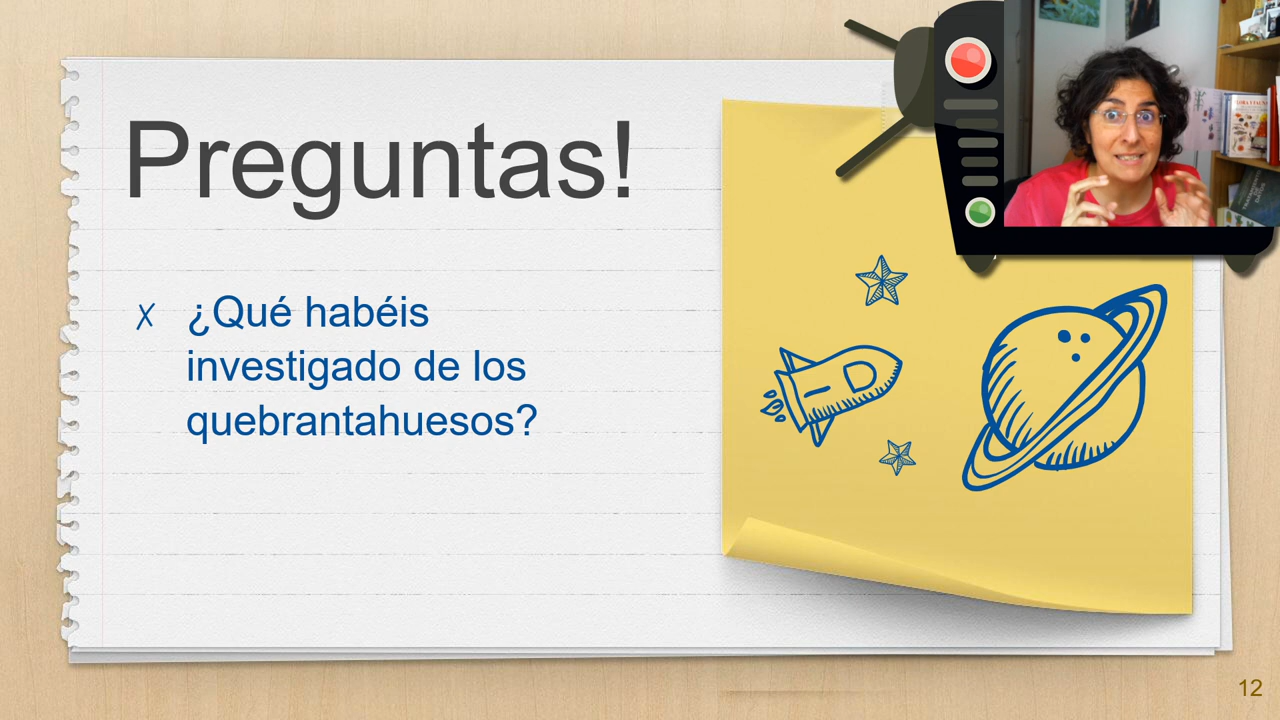 Preguntas!
¿Qué habéis
investigado de los
quebrantahuesos?
12